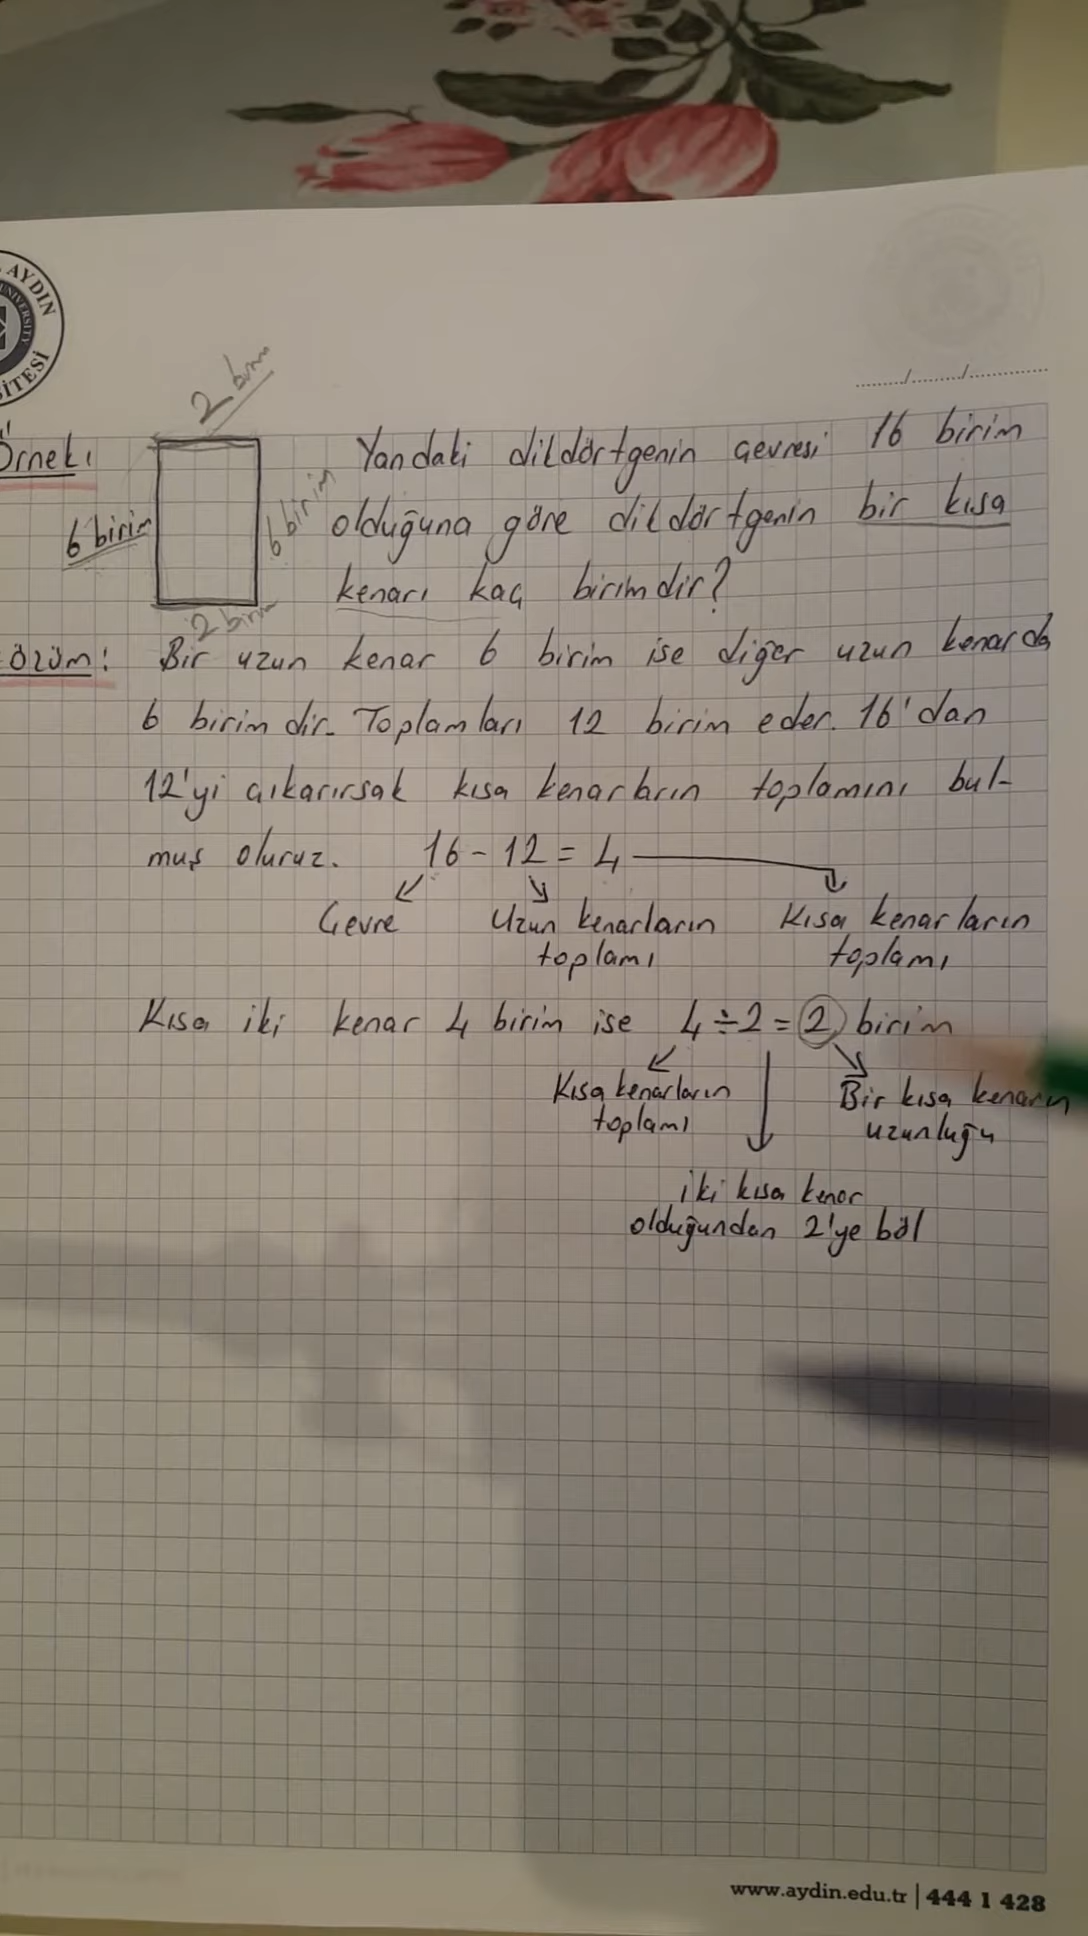 AYDIN
UNIVERSITY
SİTESİ
2 birim
Örnek:
Yandaki dikdörtgenin çevresi 16 birim
6 birim
6 birim
olduğuna göre dikdörtgenin bir kısa
kenarı kaç birimdir?
2 birim
özüm:
Bir uzun kenar 6 birim ise diğer uzun kenarda
6 birimdir. Toplamları 12 birim eder. 16'dan
12'yi çıkarırsak kısa kenarların toplamını bul-
muş oluruz. 16 - 12 = 4
Çevre
Uzun kenarların
toplamı
Kısa kenarların
toplamı
Kısa iki kenar 4 birim ise 4 ÷ 2 = 2 birim
Kısa kenarların
toplamı
Bir kısa kenarın
uzunluğu
iki kısa kenar
olduğundan 2'ye böl
www.aydin.edu.tr | 444 1 428